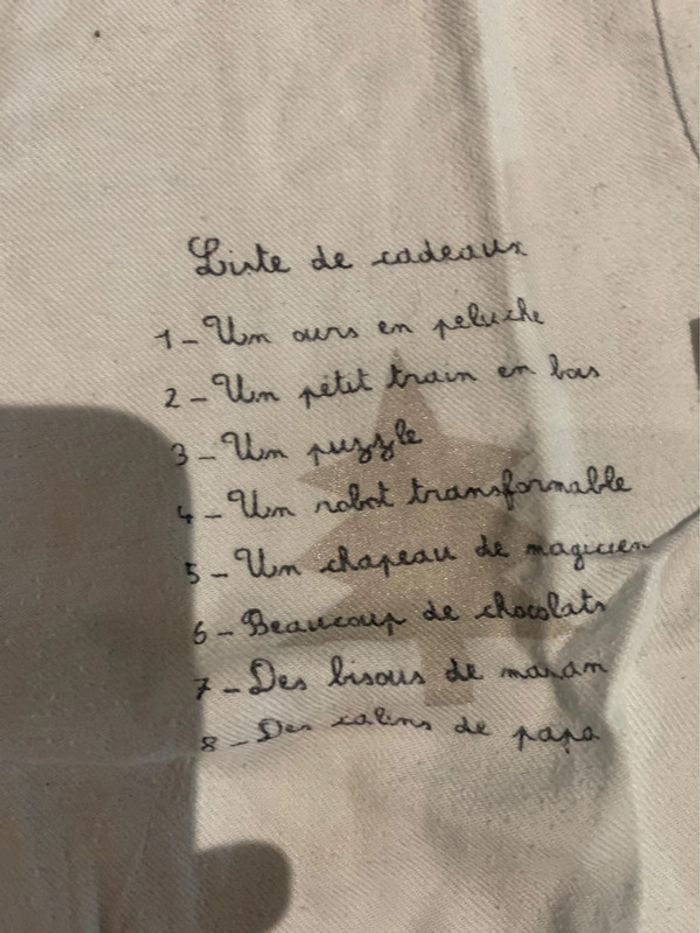 Liste de cadeaux
1 - Un ours en peluche
2 - Un petit train en bois
3 - Un puzzle
4 - Un robot transformable
5 - Un chapeau de magicien
6 - Beaucoup de chocolats
7 - Des bisous de maman
8 - Des calins de papa